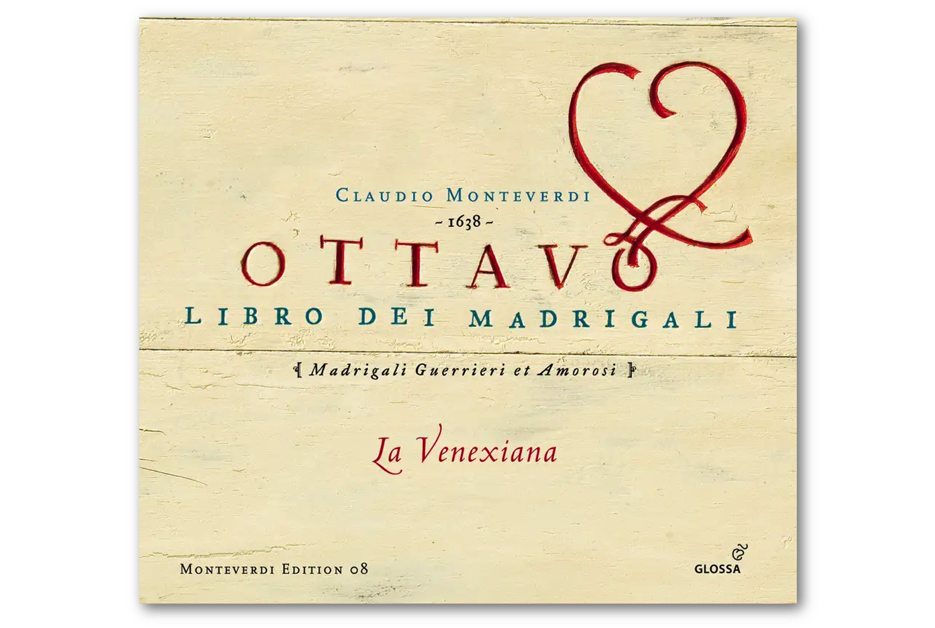 Claudio Monteverdi
~ 1638 ~
OTTAVO
LIBRO DEI MADRIGALI
{ Madrigali Guerrieri et Amorosi }
La Venexiana
Monteverdi Edition 08
GLOSSA